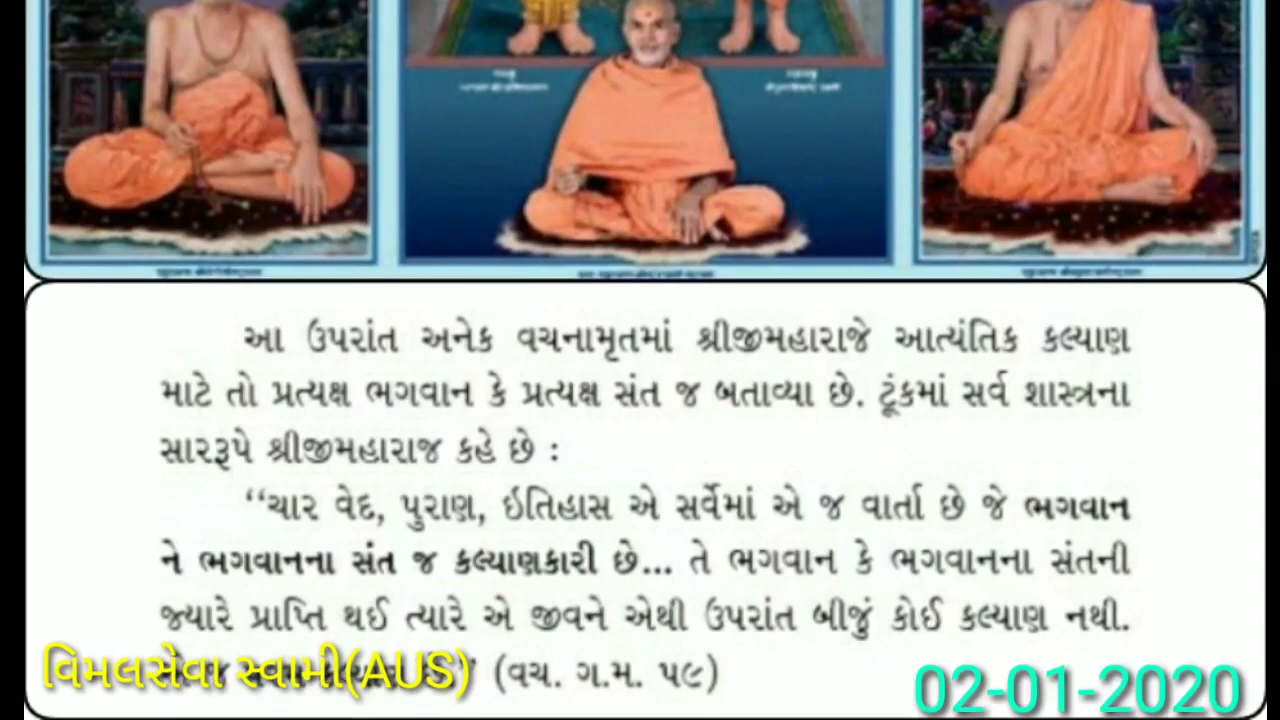 આ ઉપરાંત અનેક વચનામૃતમાં શ્રીજીમહારાજે આત્યંતિક કલ્યાણ
માટે તો પ્રત્યક્ષ ભગવાન કે પ્રત્યક્ષ સંત જ બતાવ્યા છે. ટૂંકમાં સર્વ શાસ્ત્રના
સારરૂપે શ્રીજીમહારાજ કહે છે :
“ચાર વેદ, પુરાણ, ઇતિહાસ એ સર્વેમાં એ જ વાર્તા છે જે ભગવાન
ને ભગવાનના સંત જ કલ્યાણકારી છે... તે ભગવાન કે ભગવાનના સંતની
જ્યારે પ્રાપ્તિ થઈ ત્યારે એ જીવને એથી ઉપરાંત બીજું કોઈ કલ્યાણ નથી.
(વચ. ગ.મ. ૫૯)
વિમલસેવા સ્વામી(AUS)
02-01-2020